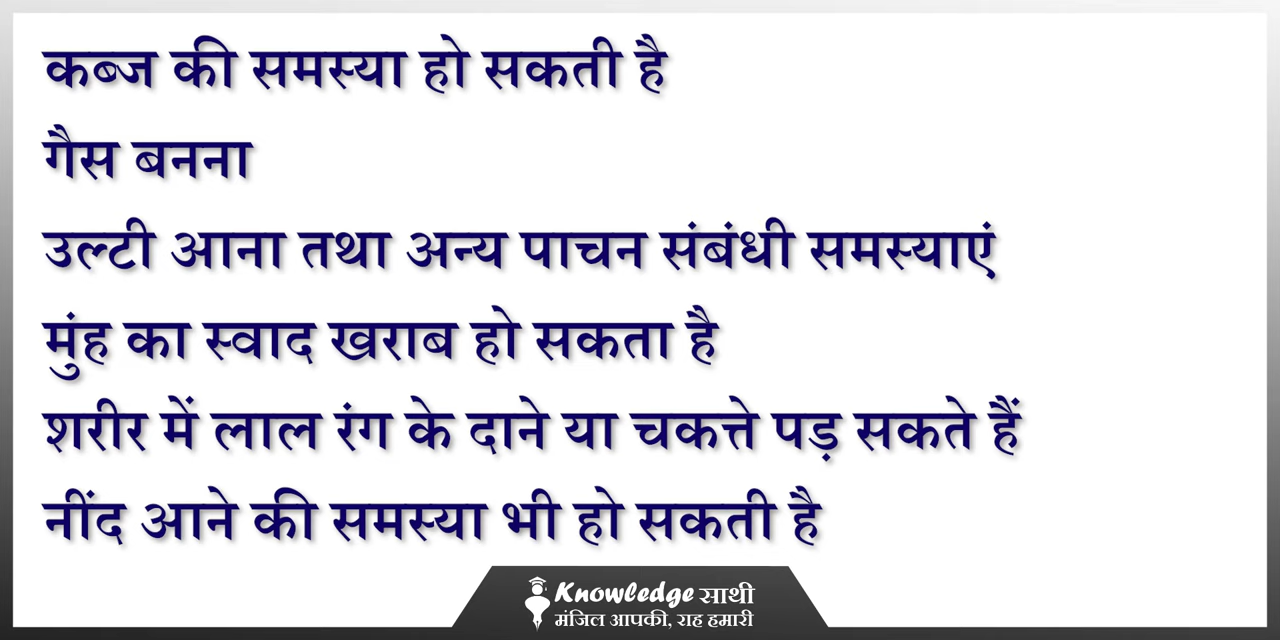 कब्ज की समस्या हो सकती है
गैस बनना
उल्टी आना तथा अन्य पाचन संबंधी समस्याएं
मुंह का स्वाद खराब हो सकता है
शरीर में लाल रंग के दाने या चकत्ते पड़ सकते हैं
नींद आने की समस्या भी हो सकती है
Knowledge साथी
मंजिल आपकी, राह हमारी